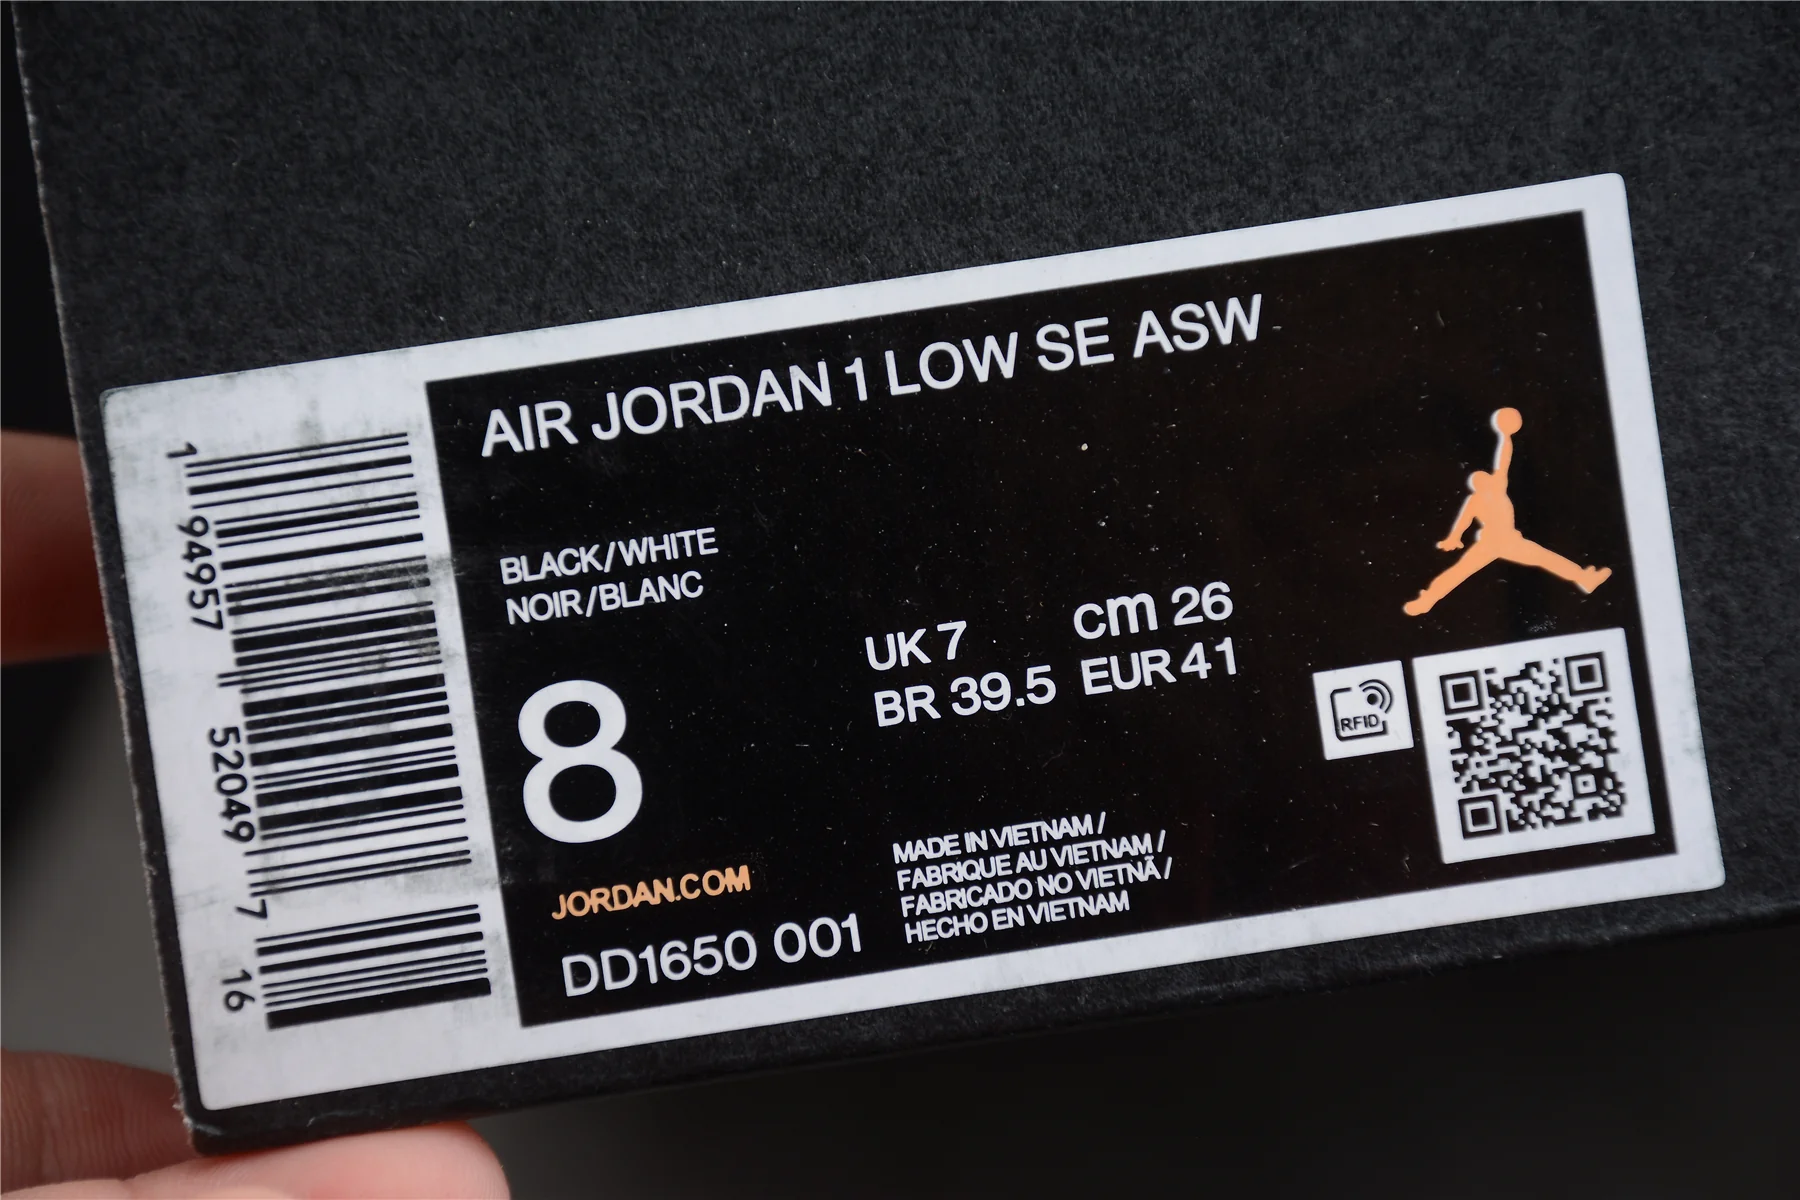 AIR JORDAN 1 LOW SE ASW
BLACK/WHITE
NOIR/BLANC
8
UK 7 cm 26
BR 39.5 EUR 41
RFID
JORDAN.COM
DD1650 001
MADE IN VIETNAM /
FABRIQUE AU VIETNAM /
FABRICADO NO VIETNÃ /
HECHO EN VIETNAM
1 94957 52049 7 16